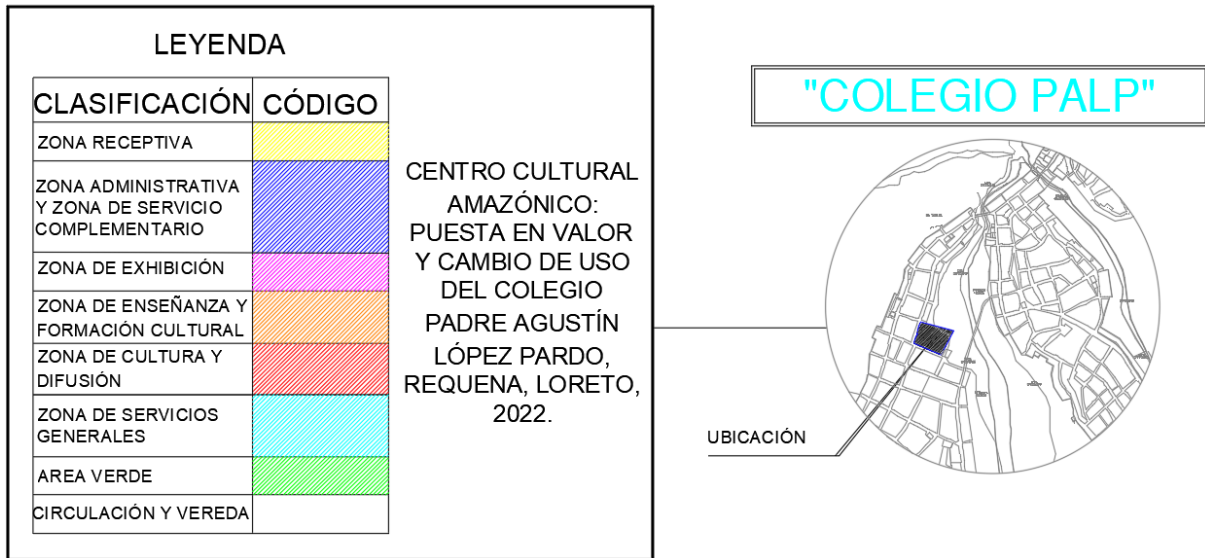 LEYENDA
CLASIFICACIÓN CÓDIGO
ZONA RECEPTIVA
ZONA ADMINISTRATIVA
Y ZONA DE SERVICIO
COMPLEMENTARIO
ZONA DE EXHIBICIÓN
ZONA DE ENSEÑANZA Y
FORMACIÓN CULTURAL
ZONA DE CULTURA Y
DIFUSIÓN
ZONA DE SERVICIOS
GENERALES
AREA VERDE
CIRCULACIÓN Y VEREDA
CENTRO CULTURAL
AMAZÓNICO:
PUESTA EN VALOR
Y CAMBIO DE USO
DEL COLEGIO
PADRE AGUSTÍN
LÓPEZ PARDO,
REQUENA, LORETO,
2022.
"COLEGIO PALP"
UBICACIÓN